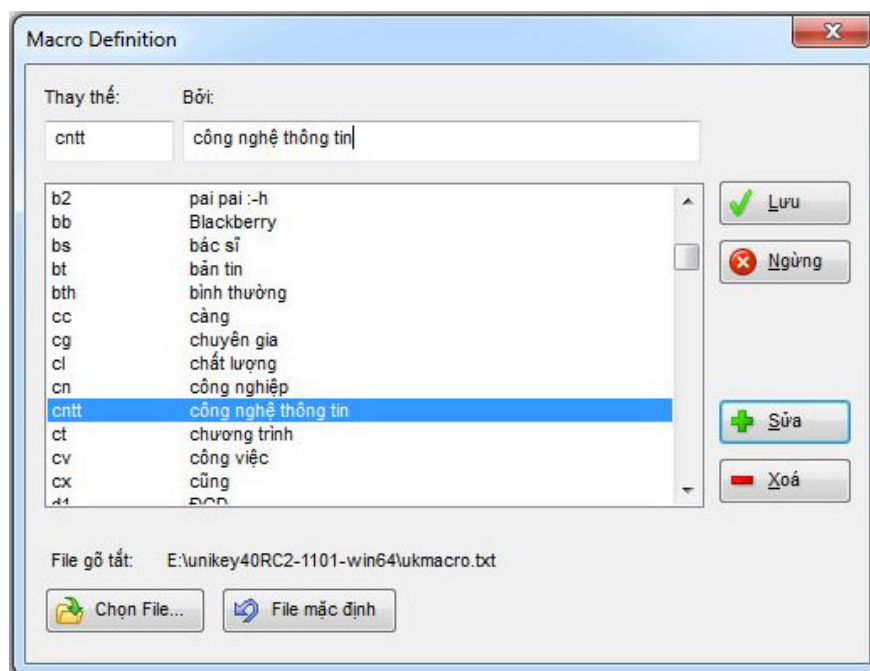 Macro Definition
Thay thế: Bởi:
cntt công nghệ thông tin
b2 pai pai :-h
bb Blackberry
bs bác sĩ
bt bản tin
bth bình thường
cc càng
cg chuyên gia
cl chất lượng
cn công nghiệp
cntt công nghệ thông tin
ct chương trình
cv công việc
cx cũng
d1
Lưu
Ngừng
Sửa
Xoá
File gõ tắt: E:\unikey40RC2-1101-win64\ukmacro.txt
Chọn File... File mặc định